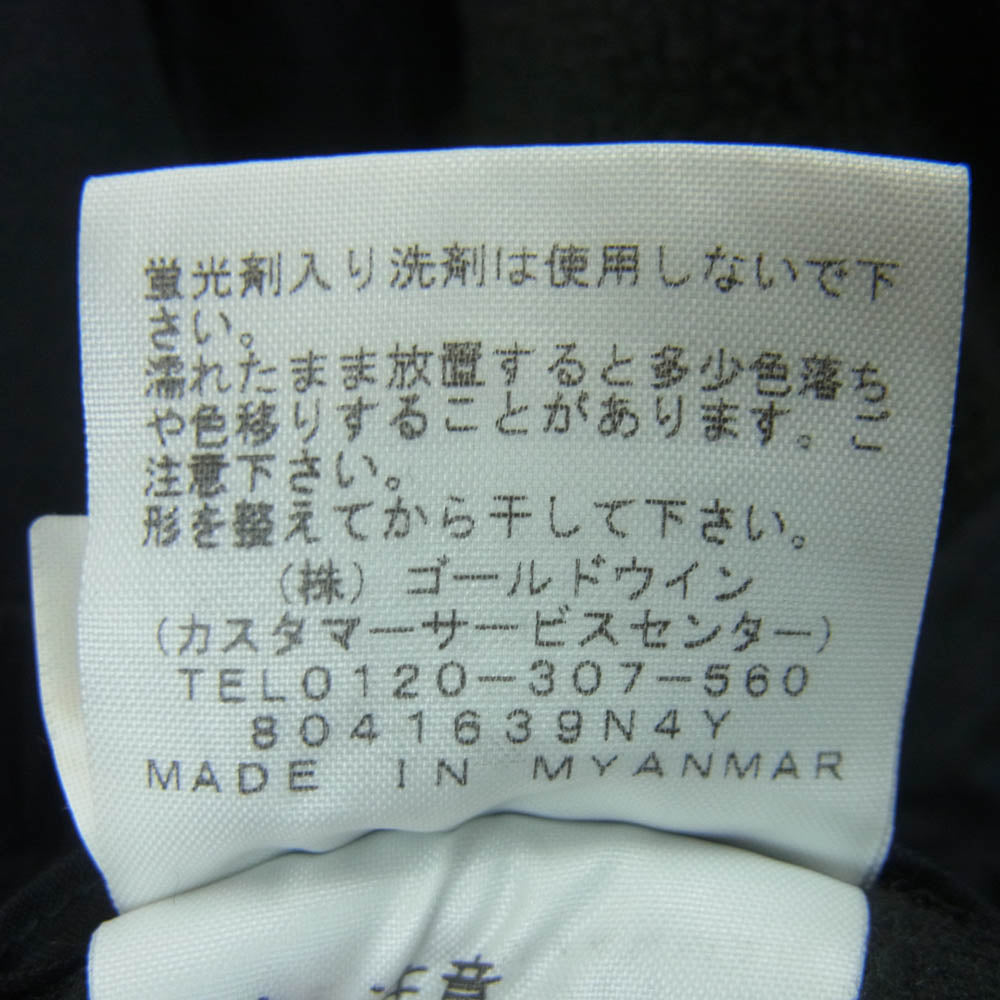 蛍光剤入り洗剤は使用しないで下
さい。
濡れたまま放置すると多少色落ち
や色移りすることがあります。ご
注意下さい。
形を整えてから干して下さい。
(株) ゴールドウイン
(カスタマーサービスセンター)
TEL0120-307-560
8041639N4Y
MADE IN MYANMAR